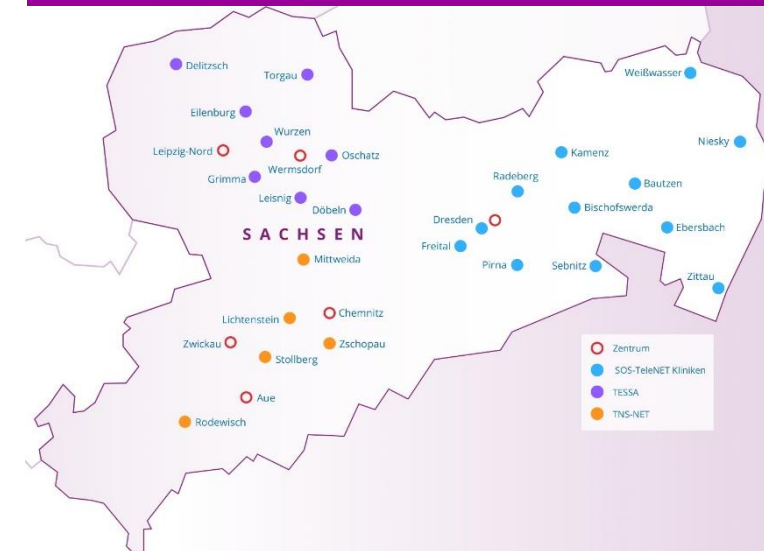 Delitzsch
Torgau
Weißwasser
Eilenburg
Wurzen
Niesky
Leipzig-Nord
Oschatz
Kamenz
Wermsdorf
Grimma
Radeberg
Bautzen
Leisnig
Döbeln
Bischofswerda
Dresden
Ebersbach
SACHSEN
Freital
Mittweida
Pirna
Sebnitz
Zittau
Chemnitz
Lichtenstein
Zwickau
Zschopau
Stollberg
Aue
Rodewisch
Zentrum
SOS-TeleNET Kliniken
TESSA
TNS-NET